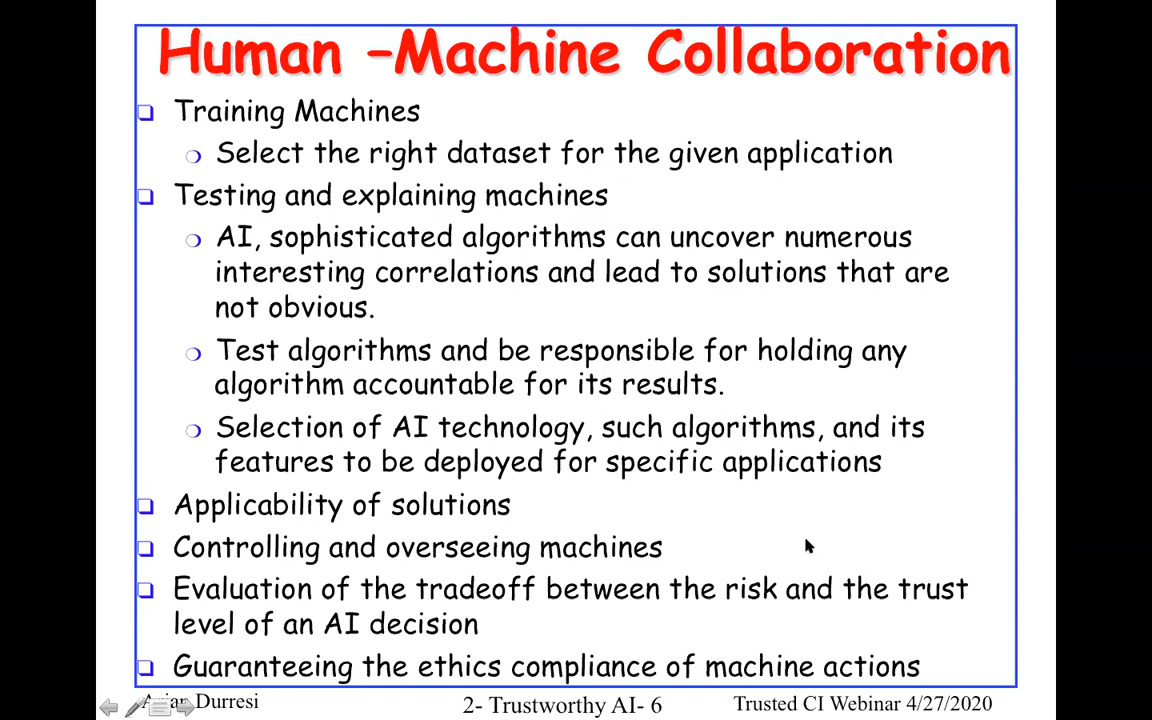 Human –Machine Collaboration
Training Machines
Select the right dataset for the given application
Testing and explaining machines
AI, sophisticated algorithms can uncover numerous
interesting correlations and lead to solutions that are
not obvious.
Test algorithms and be responsible for holding any
algorithm accountable for its results.
Selection of AI technology, such algorithms, and its
features to be deployed for specific applications
Applicability of solutions
Controlling and overseeing machines
Evaluation of the tradeoff between the risk and the trust
level of an AI decision
Guaranteeing the ethics compliance of machine actions
Arjan Durresi
2- Trustworthy AI- 6
Trusted CI Webinar 4/27/2020